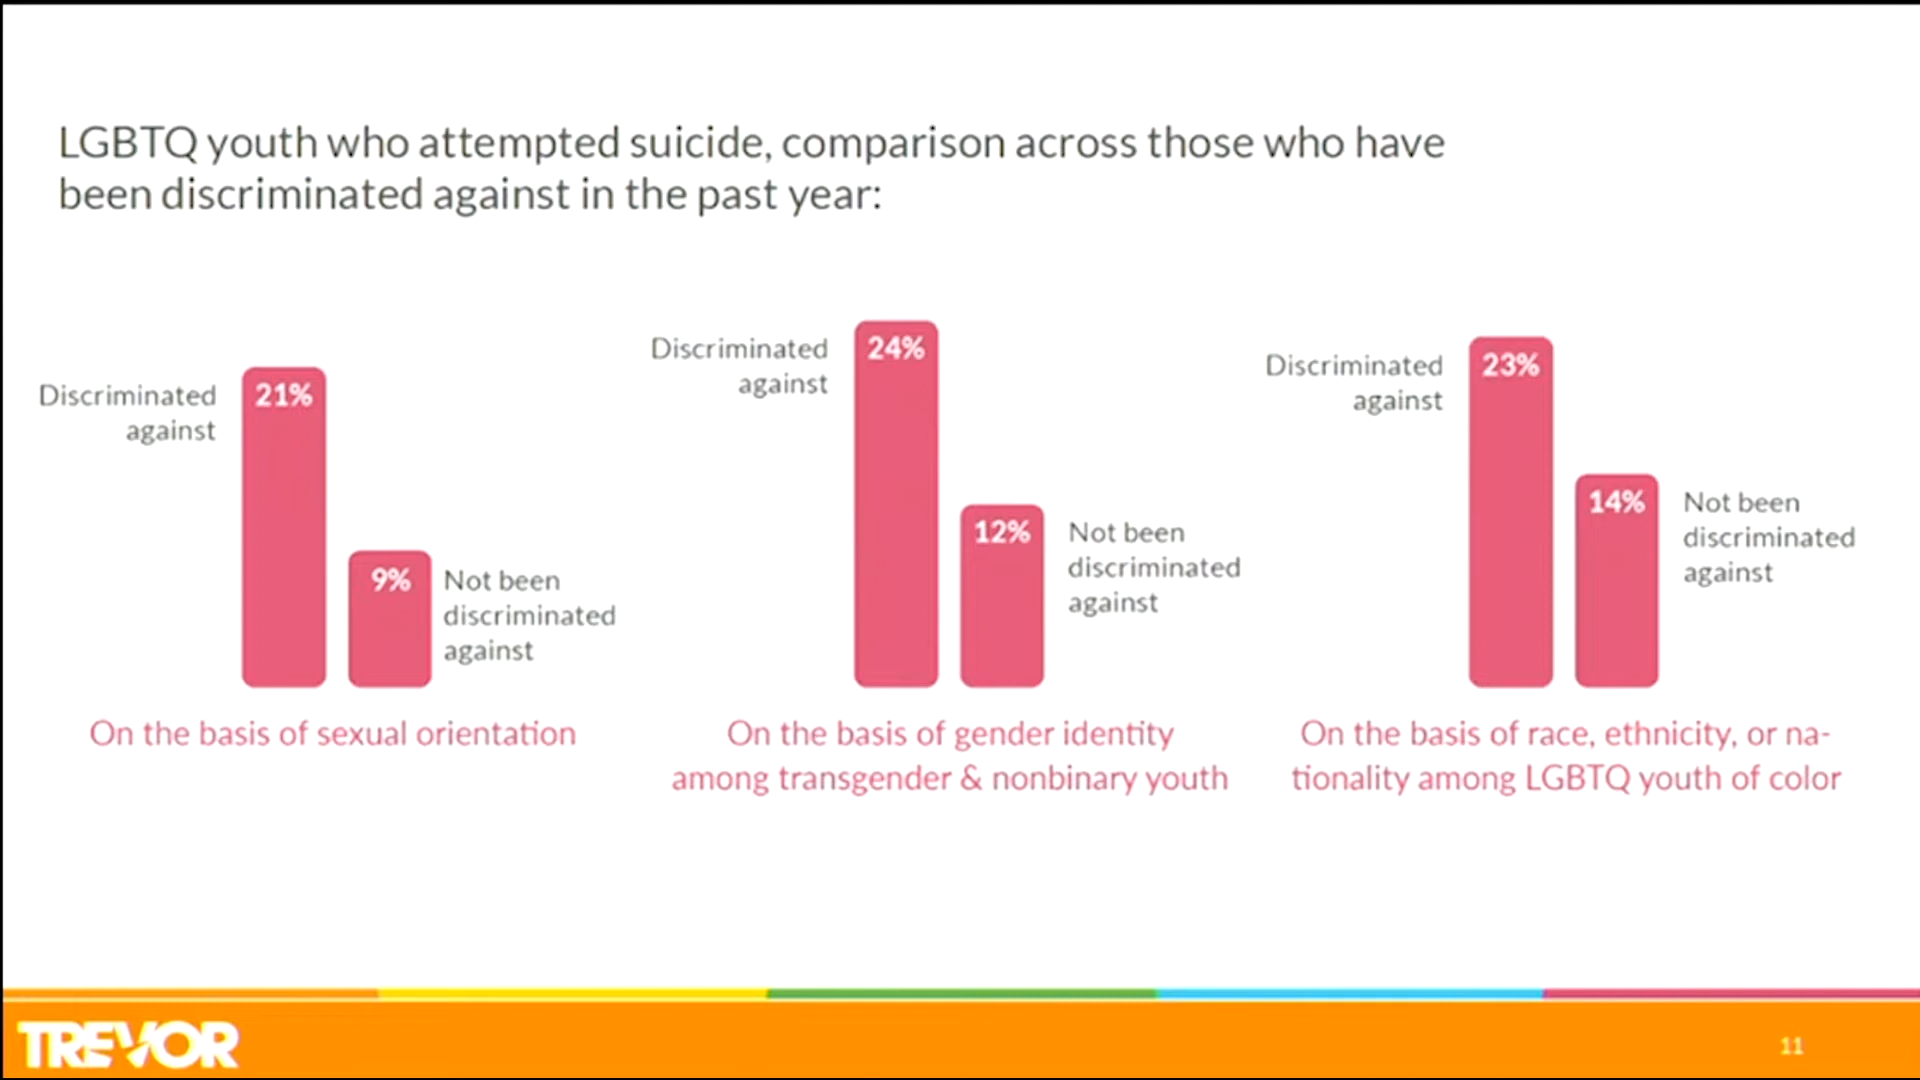 LGBTQ youth who attempted suicide, comparison across those who have
been discriminated against in the past year:
Discriminated
against
21%
9%
Not been
discriminated
against
On the basis of sexual orientation
Discriminated
against
24%
12%
Not been
discriminated
against
On the basis of gender identity
among transgender & nonbinary youth
Discriminated
against
23%
14%
Not been
discriminated
against
On the basis of race, ethnicity, or na-
tionality among LGBTQ youth of color
TREVOR
11